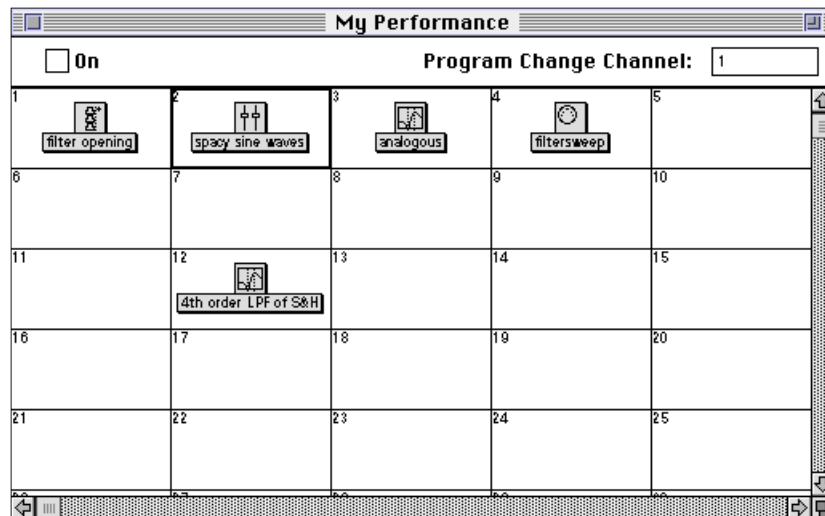 My Performance
On
Program Change Channel: 1
1 2 3 4 5
filter opening spacy sine waves analogous filtersweep
6 7 8 9 10
11 12 13 14 15
4th order LPF of S&H
16 17 18 19 20
21 22 23 24 25